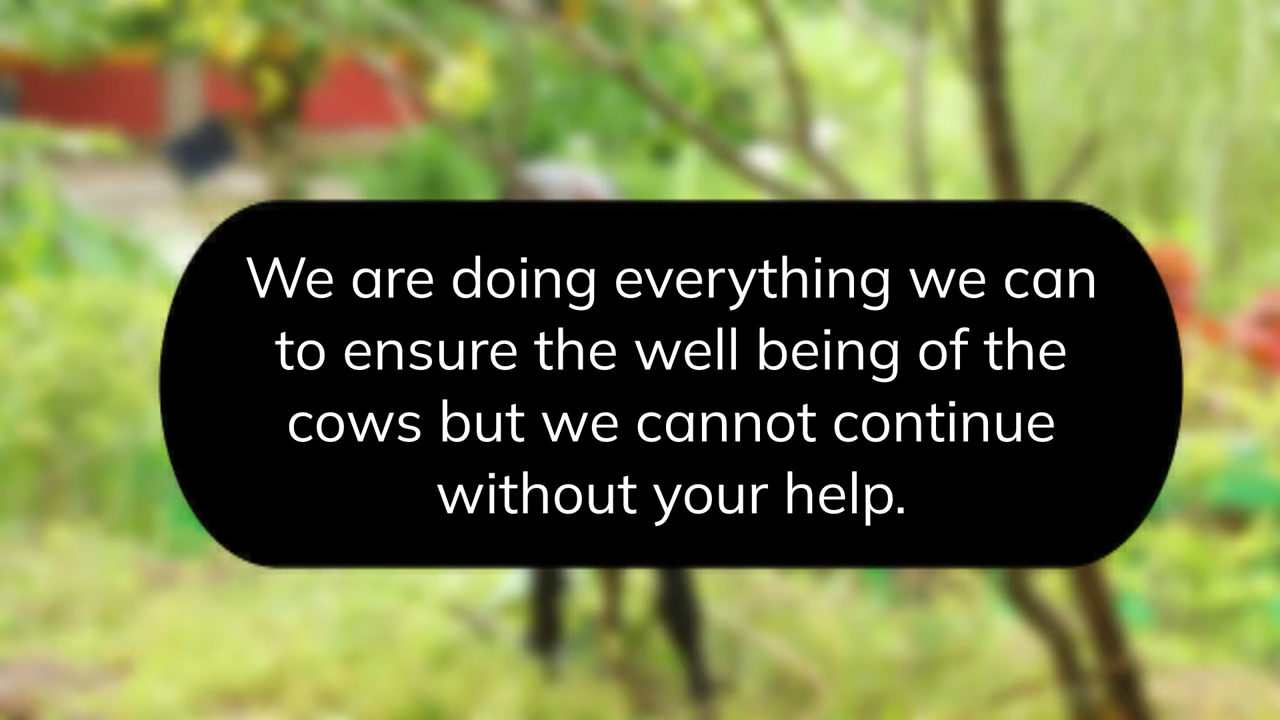 We are doing everything we can
to ensure the well being of the
cows but we cannot continue
without your help.